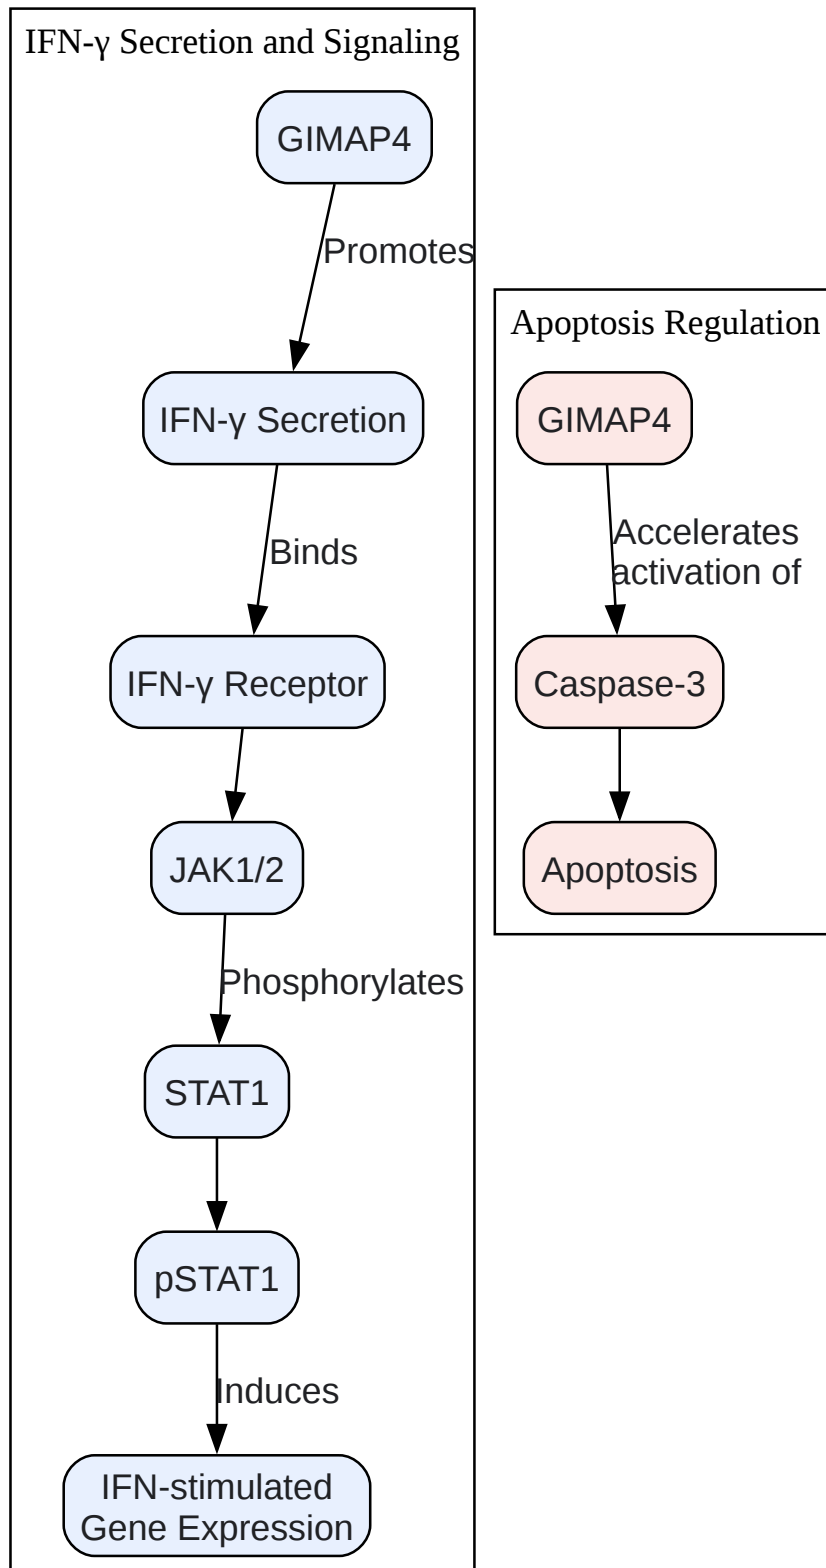 IFN-γ Secretion and Signaling
GIMAP4
Promotes
IFN-γ Secretion
Binds
IFN-γ Receptor
JAK1/2
Phosphorylates
STAT1
pSTAT1
Induces
IFN-stimulated
Gene Expression
Apoptosis Regulation
GIMAP4
Accelerates
activation of
Caspase-3
Apoptosis